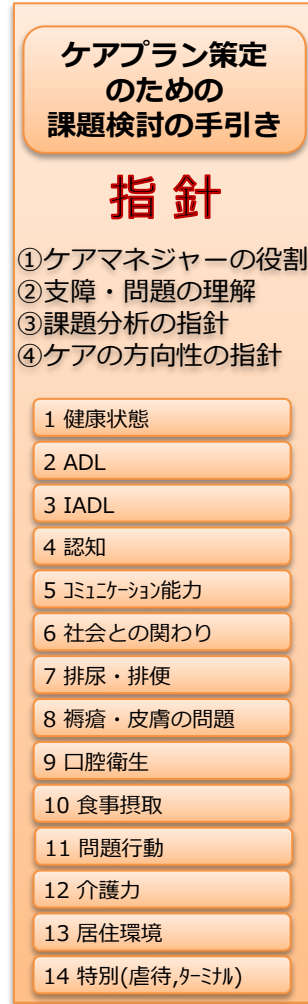 ケアプラン策定
のための
課題検討の手引き
指 針
①ケアマネジャーの役割
②支障・問題の理解
③課題分析の指針
④ケアの方向性の指針
1 健康状態
2 ADL
3 IADL
4 認知
5 ｺﾐｭﾆｹｰｼｮﾝ能力
6 社会との関わり
7 排尿・排便
8 褥瘡・皮膚の問題
9 口腔衛生
10 食事摂取
11 問題行動
12 介護力
13 居住環境
14 特別(虐待,ﾀｰﾐﾅﾙ)